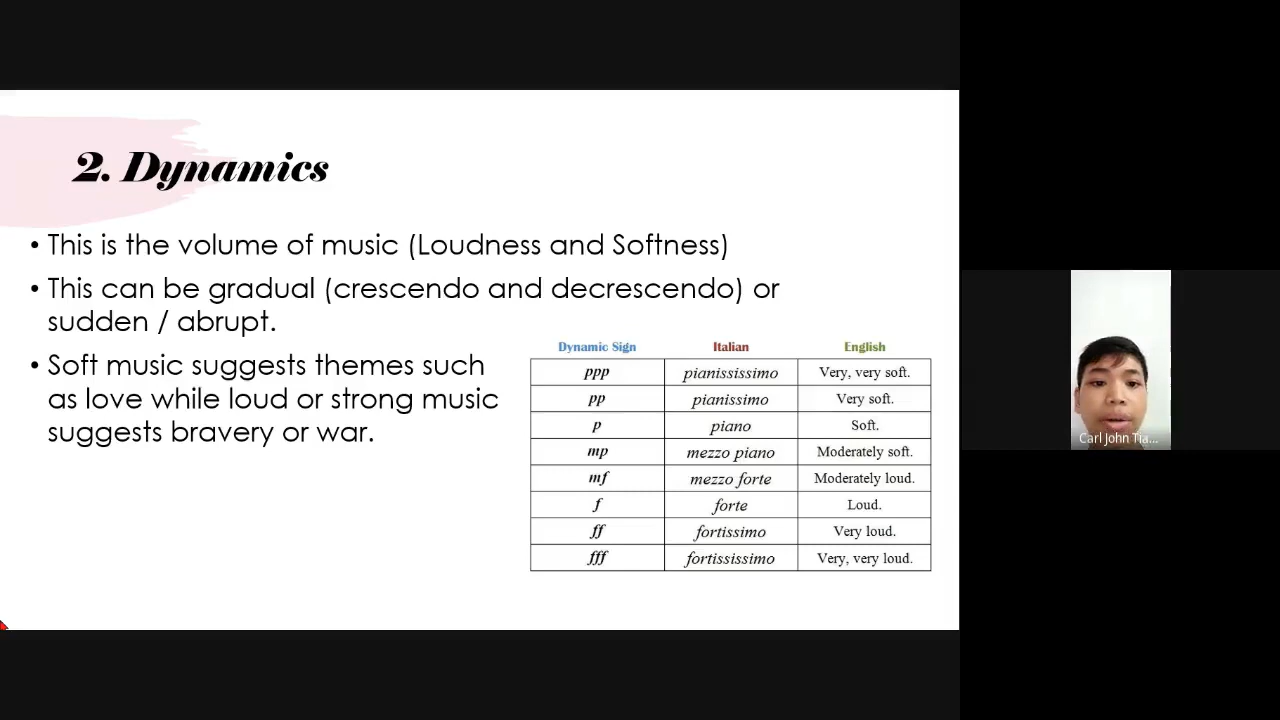 2. Dynamics
• This is the volume of music (Loudness and Softness)
• This can be gradual (crescendo and decrescendo) or
sudden / abrupt.
• Soft music suggests themes such
as love while loud or strong music
suggests bravery or war.
Dynamic Sign Italian English
ppp pianississimo Very, very soft.
pp pianissimo Very soft.
p piano Soft.
mp mezzo piano Moderately soft.
mf mezzo forte Moderately loud.
f forte Loud.
ff fortissimo Very loud.
fff fortississimo Very, very loud.
Carl John Tia...